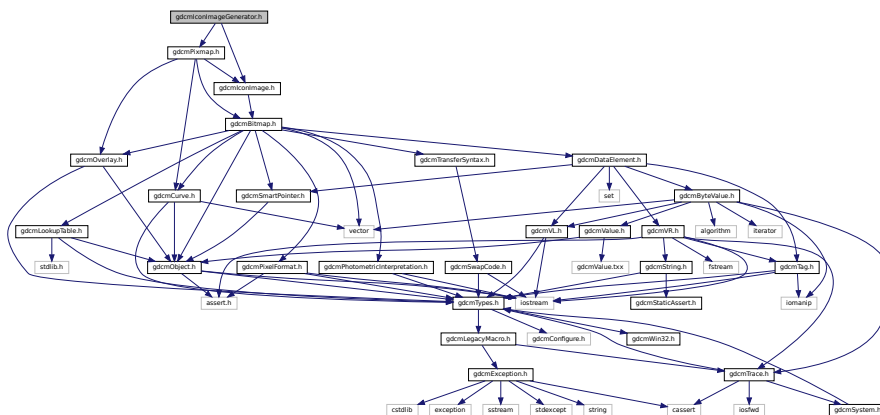 gdcmIconImageGenerator.h
gdcmPixmap.h
gdcmIconImage.h
gdcmBitmap.h
gdcmOverlay.h
gdcmTransferSyntax.h
gdcmDataElement.h
gdcmCurve.h
gdcmSmartPointer.h
set
gdcmByteValue.h
gdcmLookupTable.h
vector
gdcmVL.h
gdcmValue.h
gdcmVR.h
algorithm
iterator
stdlib.h
gdcmObject.h
gdcmPixelFormat.h
gdcmPhotometricInterpretation.h
gdcmSwapCode.h
gdcmValue.txx
gdcmString.h
fstream
gdcmTag.h
assert.h
gdcmTypes.h
iostream
gdcmStaticAssert.h
iomanip
gdcmLegacyMacro.h
gdcmConfigure.h
gdcmWin32.h
gdcmException.h
gdcmTrace.h
cstdlib
exception
sstream
stdexcept
string
cassert
iosfwd
gdcmSystem.h